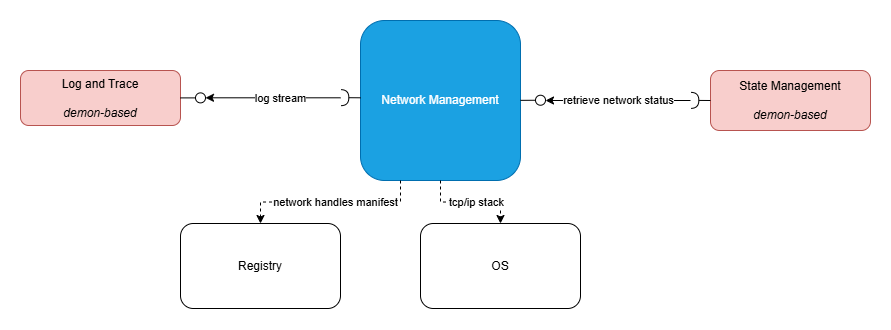 Log and Trace
demon-based
log stream
Network Management
retrieve network status
State Management
demon-based
network handles manifest
tcp/ip stack
Registry
OS